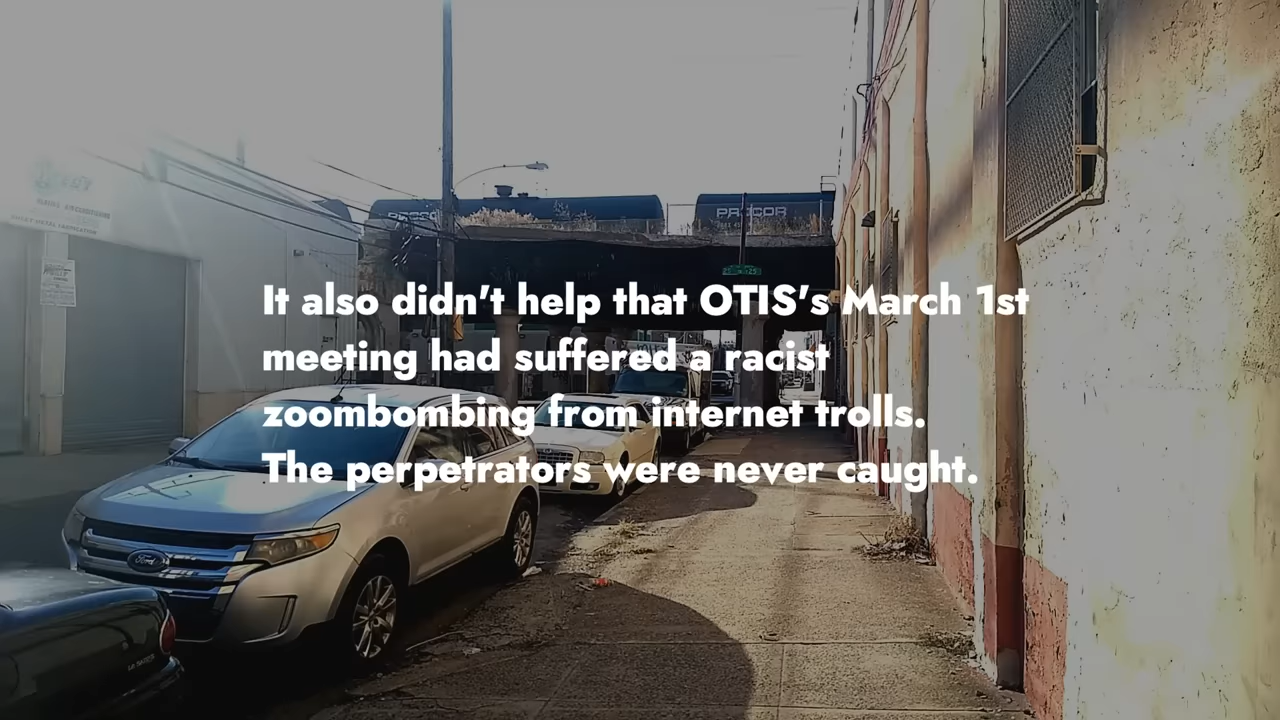 PROCOR
It also didn't help that OTIS's March 1st
meeting had suffered a racist
zoombombing from internet trolls.
The perpetrators were never caught.
Ford